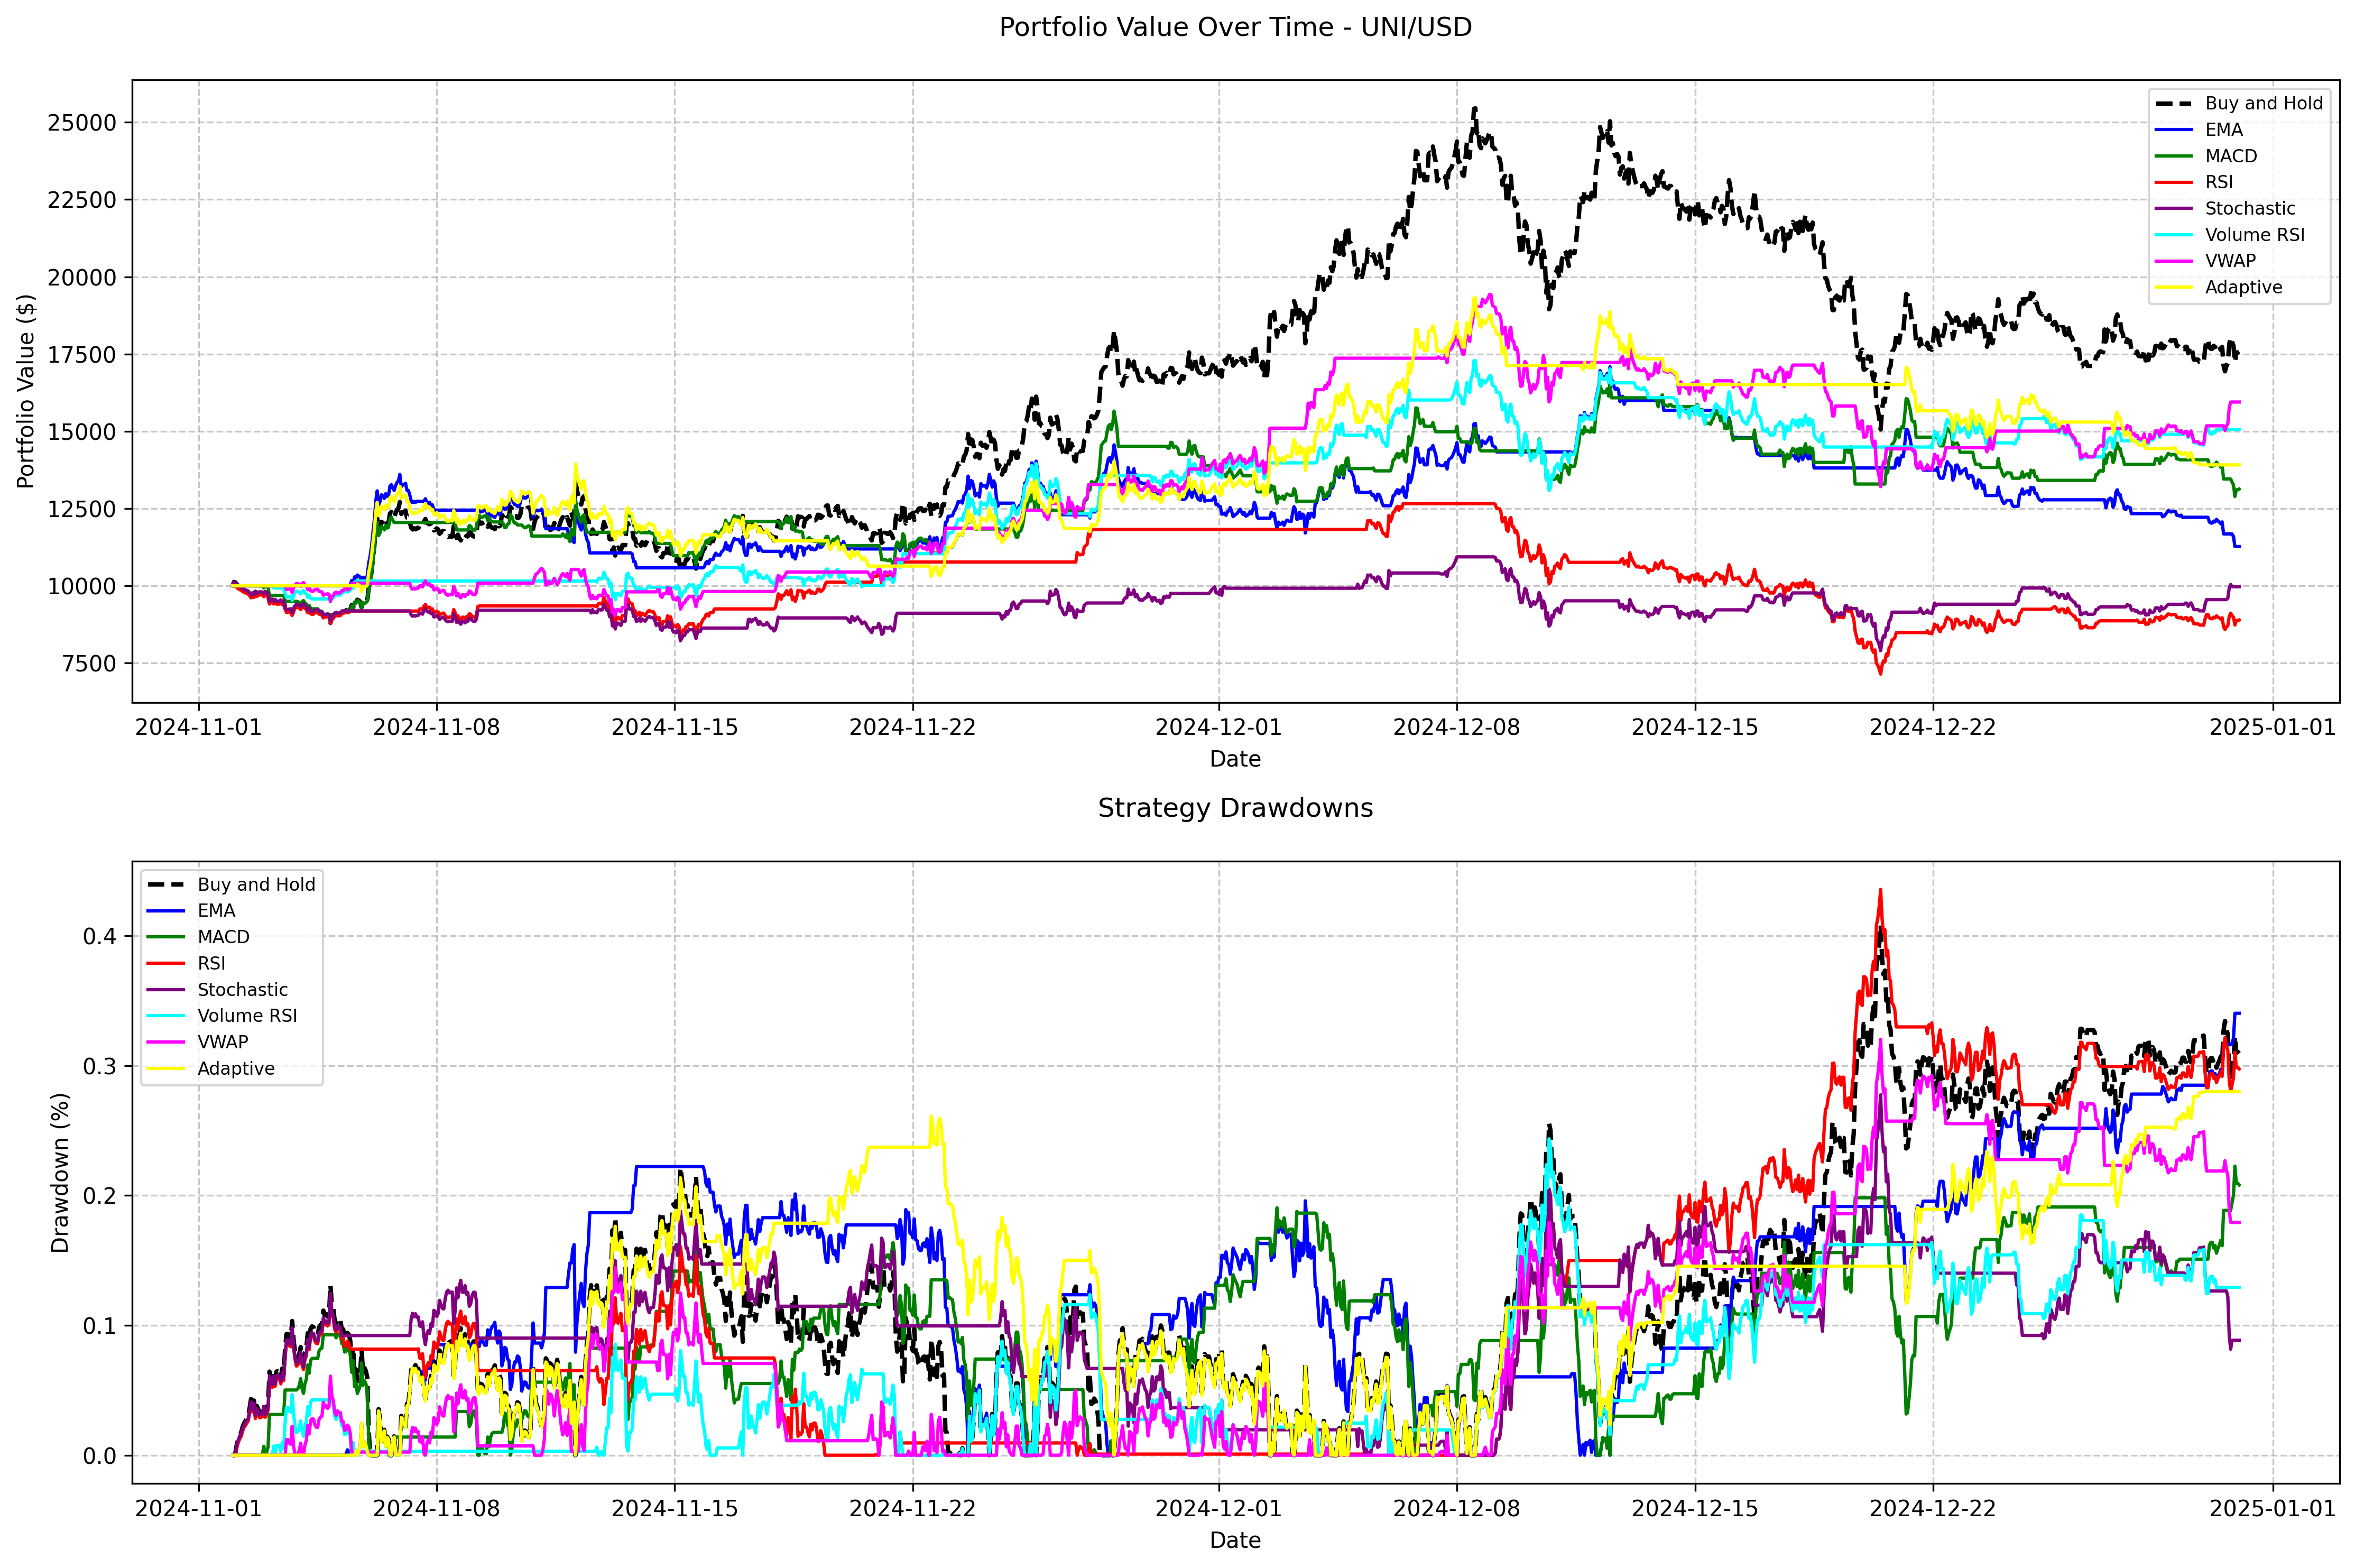 Portfolio Value Over Time - UNI/USD
Portfolio Value ($)
25000
22500
20000
17500
15000
12500
10000
7500
Buy and Hold
EMA
MACD
RSI
Stochastic
Volume RSI
VWAP
Adaptive
2024-11-01
2024-11-08
2024-11-15
2024-11-22
2024-12-01
2024-12-08
2024-12-15
2024-12-22
2025-01-01
Date
Strategy Drawdowns
Drawdown (%)
0.4
0.3
0.2
0.1
0.0
Buy and Hold
EMA
MACD
RSI
Stochastic
Volume RSI
VWAP
Adaptive
2024-11-01
2024-11-08
2024-11-15
2024-11-22
2024-12-01
2024-12-08
2024-12-15
2024-12-22
2025-01-01
Date